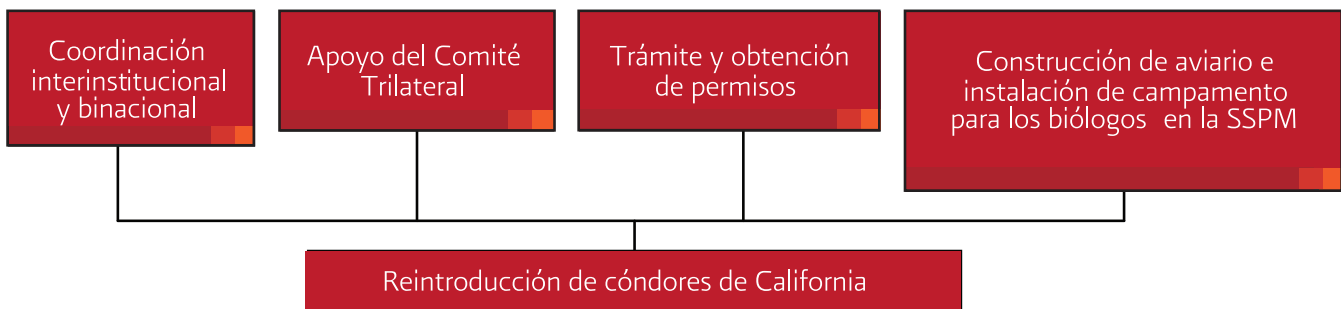 Coordinación
interinstitucional
y binacional
Apoyo del Comité
Trilateral
Trámite y obtención
de permisos
Construcción de aviario e
instalación de campamento
para los biólogos en la SSPM
Reintroducción de cóndores de California